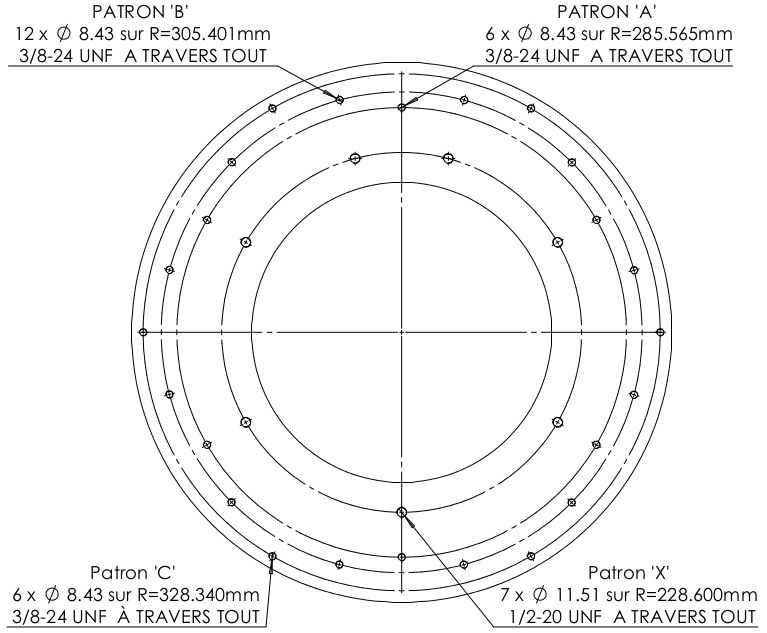 PATRON 'B'
12 x ∅ 8.43 sur R=305.401mm
3/8-24 UNF A TRAVERS TOUT
PATRON 'A'
6 x ∅ 8.43 sur R=285.565mm
3/8-24 UNF A TRAVERS TOUT
Patron 'C'
6 x ∅ 8.43 sur R=328.340mm
3/8-24 UNF À TRAVERS TOUT
Patron 'X'
7 x ∅ 11.51 sur R=228.600mm
1/2-20 UNF A TRAVERS TOUT